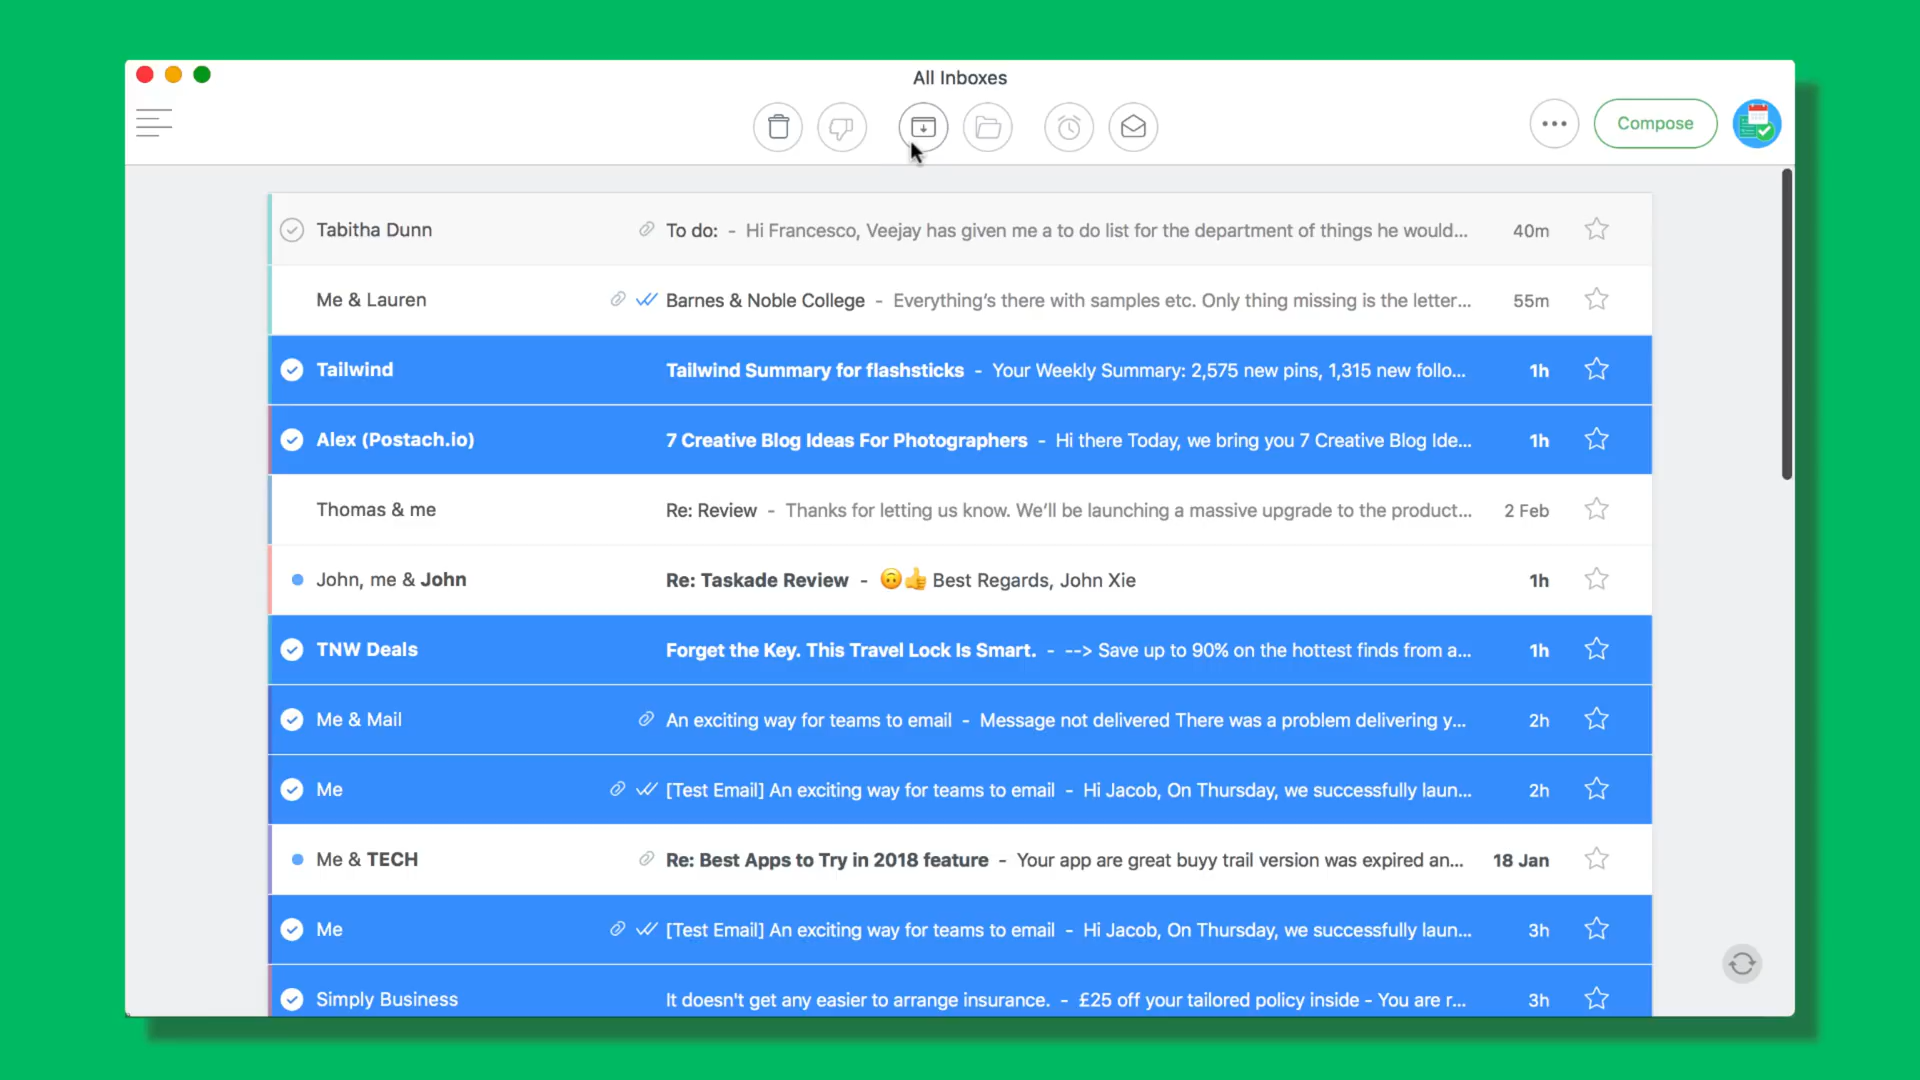 All Inboxes
Compose
Tabitha Dunn To do: - Hi Francesco, Veejay has given me a to do list for the department of things he would... 40m
Me & Lauren Barnes & Noble College - Everything's there with samples etc. Only thing missing is the letter... 55m
Tailwind Tailwind Summary for flashsticks - Your Weekly Summary: 2,575 new pins, 1,315 new follo... 1h
Alex (Postach.io) 7 Creative Blog Ideas For Photographers - Hi there Today, we bring you 7 Creative Blog Ide... 1h
Thomas & me Re: Review - Thanks for letting us know. We'll be launching a massive upgrade to the product... 2 Feb
John, me & John Re: Taskade Review - 🙃👍 Best Regards, John Xie 1h
TNW Deals Forget the Key. This Travel Lock Is Smart. - --> Save up to 90% on the hottest finds from a... 1h
Me & Mail An exciting way for teams to email - Message not delivered There was a problem delivering y... 2h
Me [Test Email] An exciting way for teams to email - Hi Jacob, On Thursday, we successfully laun... 2h
Me & TECH Re: Best Apps to Try in 2018 feature - Your app are great buyy trail version was expired an... 18 Jan
Me [Test Email] An exciting way for teams to email - Hi Jacob, On Thursday, we successfully laun... 3h
Simply Business It doesn't get any easier to arrange insurance. - £25 off your tailored policy inside - You are r... 3h